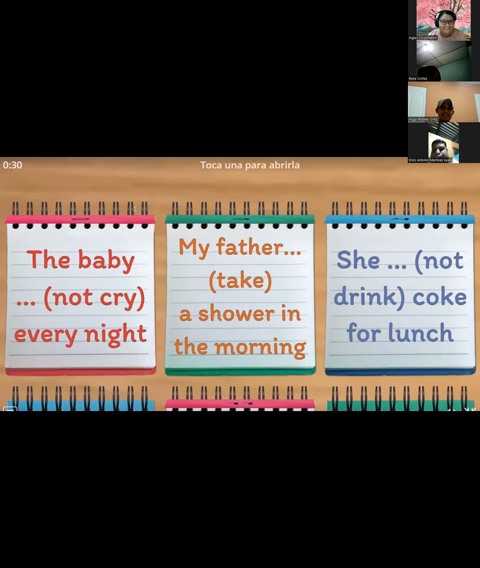 0:30
Toca una para abrirla
The baby
... (not cry)
every night
My father...
(take)
a shower in
the morning
She ... (not
drink) coke
for lunch